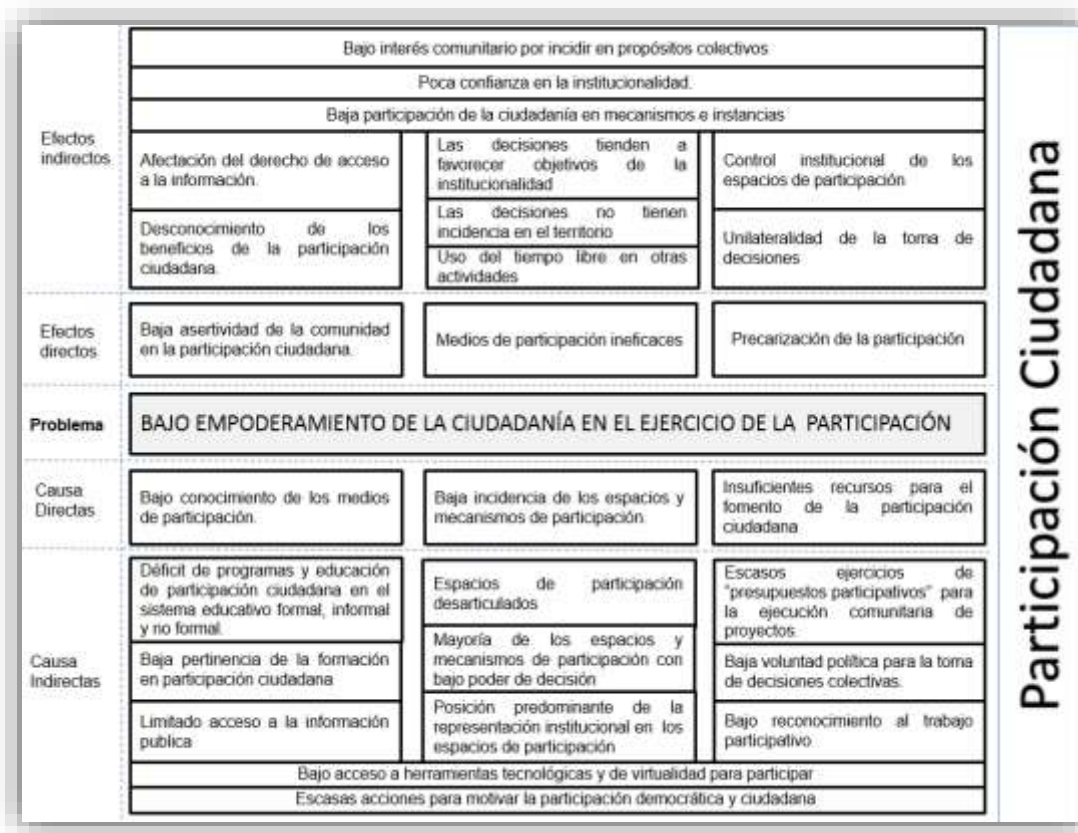 Bajo interés comunitario por incidir en propósitos colectivos
Poca confianza en la institucionalidad.
Baja participación de la ciudadanía en mecanismos e instancias
Efectos
indirectos
Afectación del derecho de acceso
a la información.
Desconocimiento de los
beneficios de la participación
ciudadana.
Las decisiones tienden a
favorecer objetivos de la
institucionalidad
Las decisiones no tienen
incidencia en el territorio
Uso del tiempo libre en otras
actividades
Control institucional de los
espacios de participación
Unilateralidad de la toma de
decisiones
Efectos
directos
Baja asertividad de la comunidad
en la participación ciudadana.
Medios de participación ineficaces
Precarización de la participación
Problema
BAJO EMPODERAMIENTO DE LA CIUDADANÍA EN EL EJERCICIO DE LA PARTICIPACIÓN
Causa
Directas
Bajo conocimiento de los medios
de participación.
Baja incidencia de los espacios y
mecanismos de participación
Insuficientes recursos para el
fomento de la participación
ciudadana
Causa
Indirectas
Déficit de programas y educación
de participación ciudadana en el
sistema educativo formal, informal
y no formal.
Baja pertinencia de la formación
en participación ciudadana
Limitado acceso a la información
publica
Espacios de participación
desarticulados
Mayoría de los espacios y
mecanismos de participación con
bajo poder de decisión
Posición predominante de la
representación institucional en los
espacios de participación
Escasos ejercicios de
"presupuestos participativos" para
la ejecución comunitaria de
proyectos.
Baja voluntad política para la toma
de decisiones colectivas.
Bajo reconocimiento al trabajo
participativo
Bajo acceso a herramientas tecnológicas y de virtualidad para participar
Escasas acciones para motivar la participación democrática y ciudadana
Participación Ciudadana